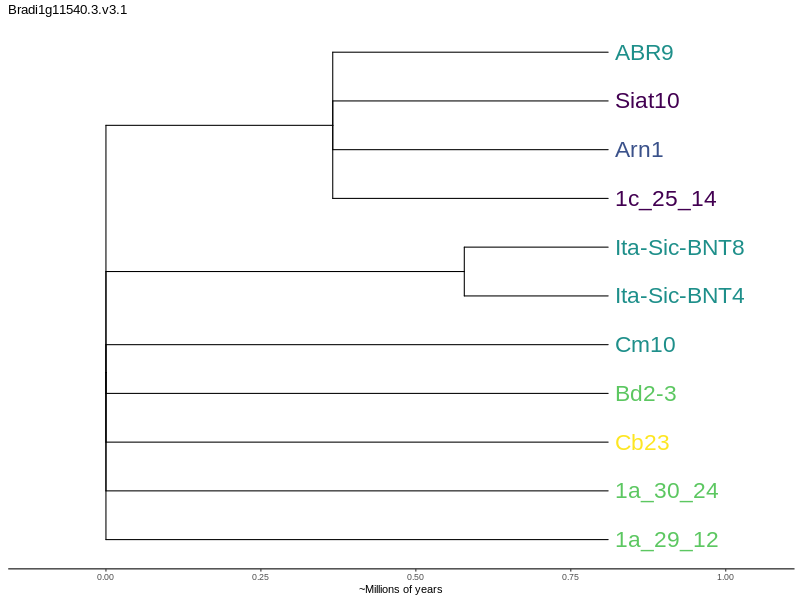 Bradi1g11540.3.v3.1
ABR9
Siat10
Arn1
1c_25_14
Ita-Sic-BNT8
Ita-Sic-BNT4
Cm10
Bd2-3
Cb23
1a_30_24
1a_29_12
0.00 0.25 0.50 0.75 1.00
~Millions of years